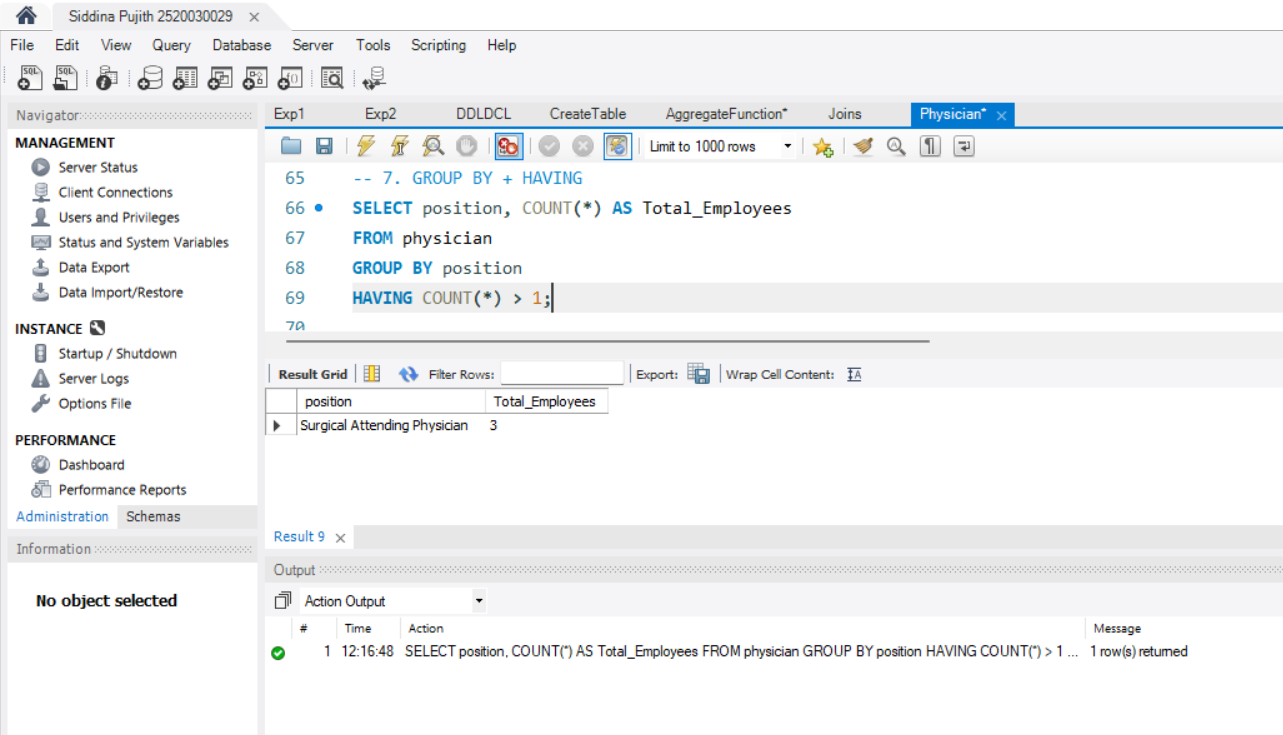 Siddina Pujith 2520030029
File Edit View Query Database Server Tools Scripting Help
Navigator
MANAGEMENT
Server Status
Client Connections
Users and Privileges
Status and System Variables
Data Export
Data Import/Restore
INSTANCE
Startup / Shutdown
Server Logs
Options File
PERFORMANCE
Dashboard
Performance Reports
Administration Schemas
Information
No object selected
Exp1 Exp2 DDLDCL CreateTable AggregateFunction* Joins Physician*
Limit to 1000 rows
65 -- 7. GROUP BY + HAVING
66 SELECT position, COUNT(*) AS Total_Employees
67 FROM physician
68 GROUP BY position
69 HAVING COUNT(*) > 1;
70
Result Grid Filter Rows: Export: Wrap Cell Content:
position Total_Employees
Surgical Attending Physician 3
Result 9
Output
Action Output
# Time Action Message
1 12:16:48 SELECT position, COUNT(*) AS Total_Employees FROM physician GROUP BY position HAVING COUNT(*) > 1 ... 1 row(s) returned